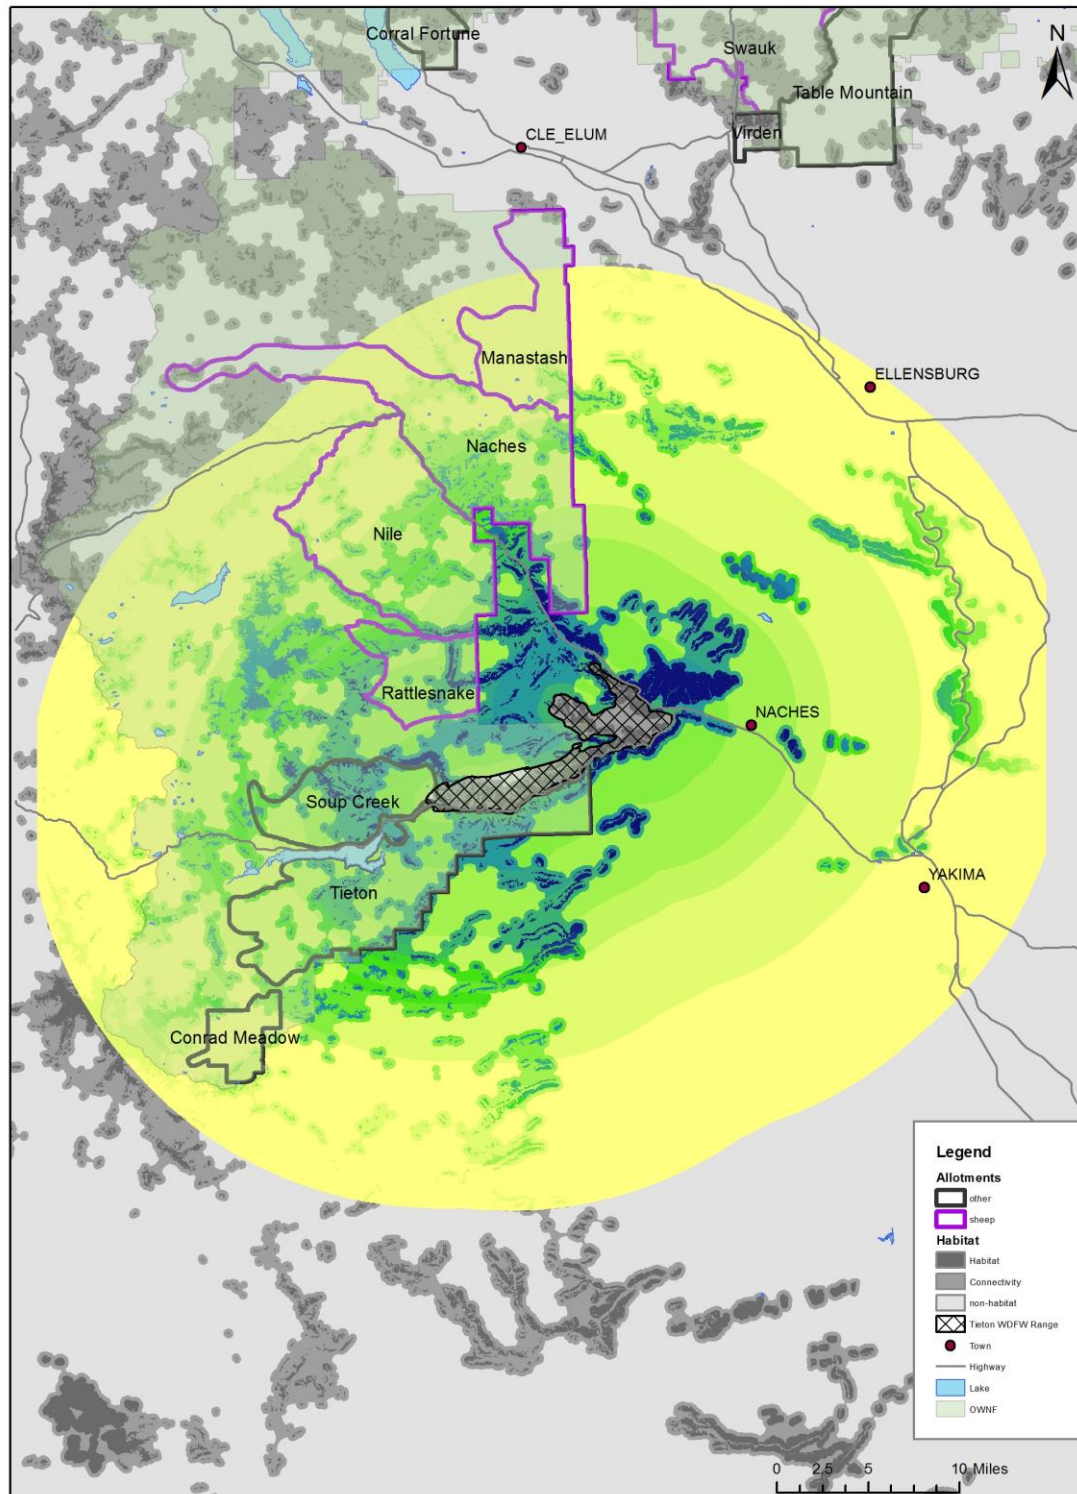 Corral Fortune
Swauk
N
Table Mountain
CLE_ELUM
Virden
Manastash
ELLENSBURG
Naches
Nile
Rattlesnake
NACHES
Soup Creek
Tieton
YAKIMA
Conrad Meadow
Legend
Allotments
other
sheep
Habitat
Habitat
Connectivity
non-habitat
Tieton WDFW Range
Town
Highway
Lake
OWNF
0 2.5 5 10 Miles